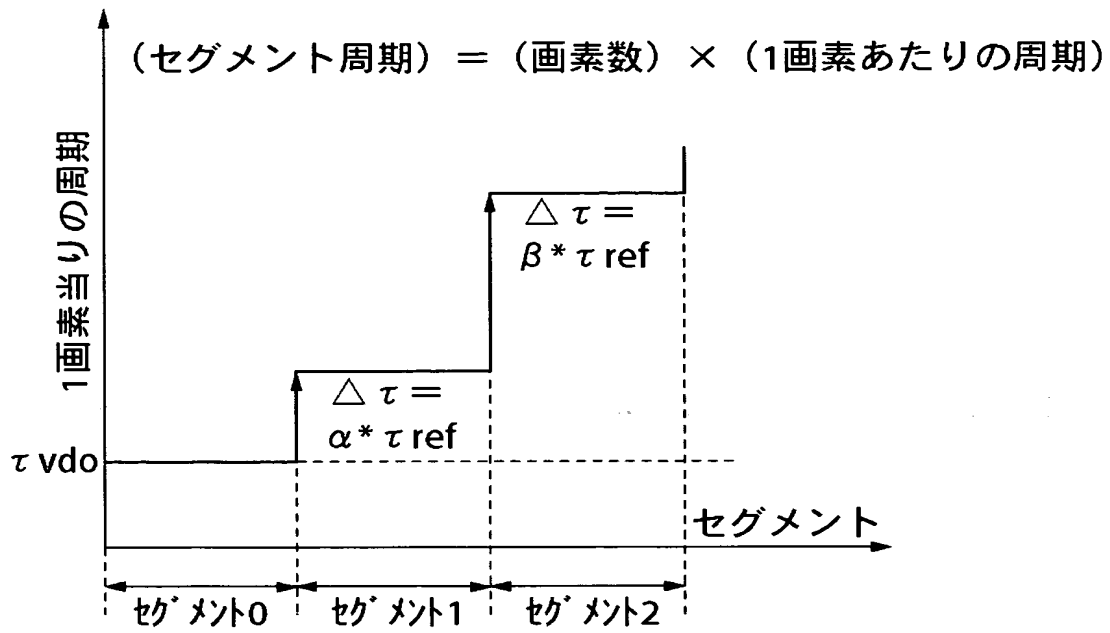 (セグメント周期) = (画素数) × (1画素あたりの周期)
1画素当りの周期
△τ=
β*τref
△τ=
α*τref
τvdo
セグメント
セグメント0
セグメント1
セグメント2